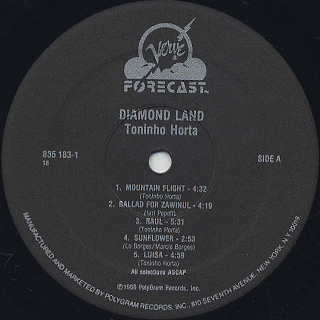 Verve
FORECAST
DIAMOND LAND
Toninho Horta
835 183-1
SIDE A
1. MOUNTAIN FLIGHT - 4:32
(Toninho Horta)
2. BALLAD FOR ZAWINUL - 4:19
3. RAUL - 5:31
(Toninho Horta)
4. SUNFLOWER - 2:53
(Lo Borges/Marcio Borges)
5. LUISA - 4:59
(Toninho Horta)
All selections ASCAP
℗1988 PolyGram Records, Inc.
MANUFACTURED AND MARKETED BY POLYGRAM RECORDS, INC., 810 SEVENTH AVENUE, NEW YORK, N.Y. 10019